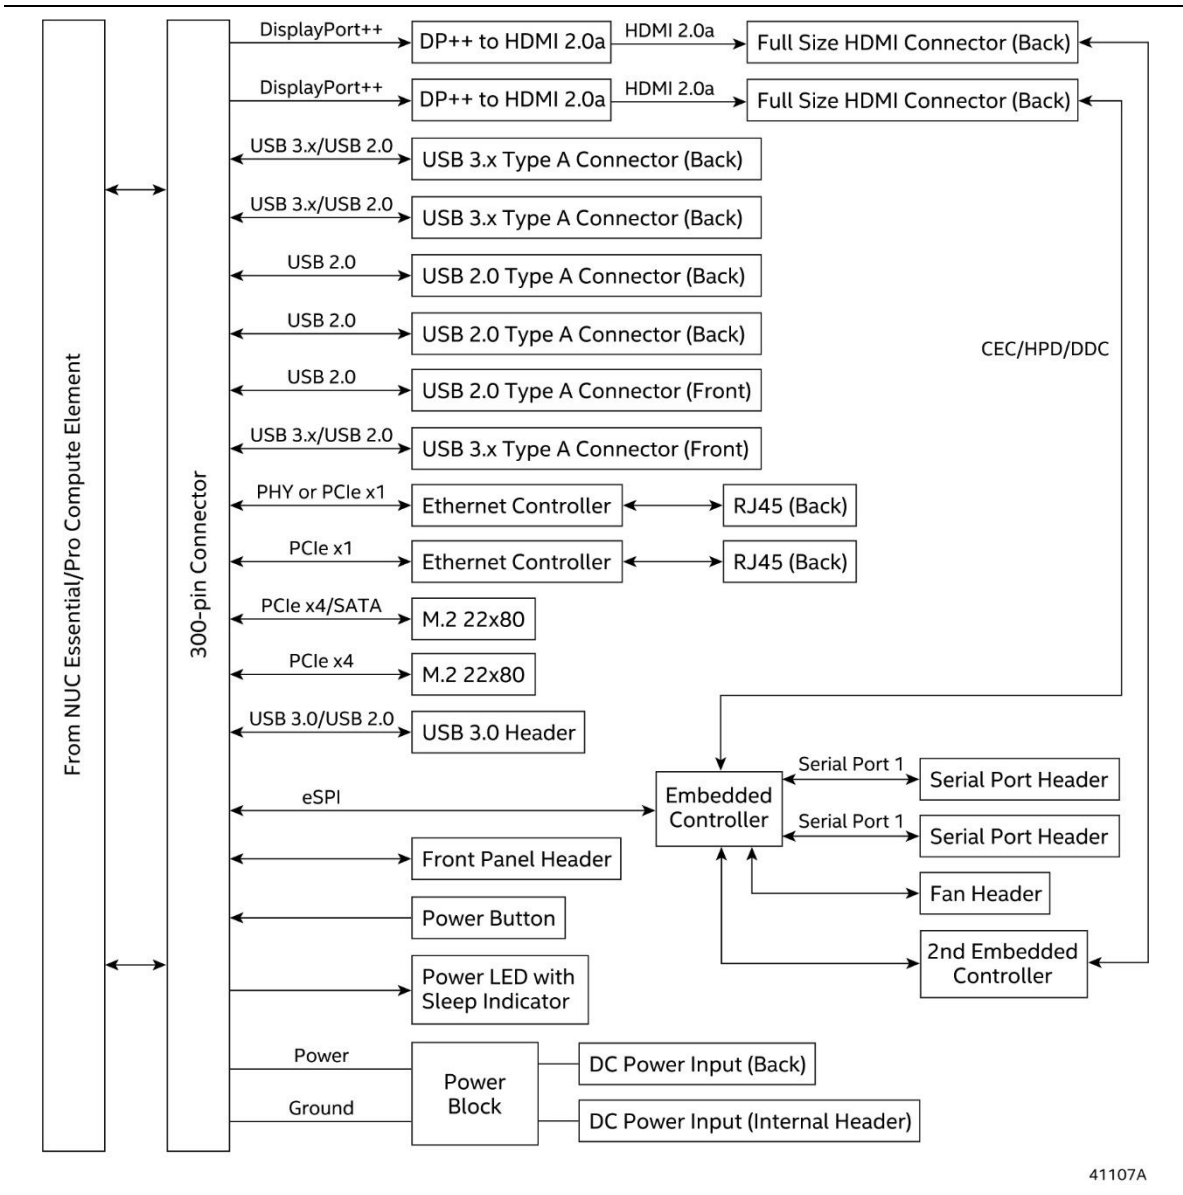 DisplayPort++
DP++ to HDMI 2.0a
HDMI 2.0a
Full Size HDMI Connector (Back)
DisplayPort++
DP++ to HDMI 2.0a
HDMI 2.0a
Full Size HDMI Connector (Back)
USB 3.x/USB 2.0
USB 3.x Type A Connector (Back)
USB 3.x/USB 2.0
USB 3.x Type A Connector (Back)
USB 2.0
USB 2.0 Type A Connector (Back)
USB 2.0
USB 2.0 Type A Connector (Back)
CEC/HPD/DDC
USB 2.0
USB 2.0 Type A Connector (Front)
USB 3.x/USB 2.0
USB 3.x Type A Connector (Front)
From NUC Essential/Pro Compute Element
300-pin Connector
PHY or PCIe x1
Ethernet Controller
RJ45 (Back)
PCIe x1
Ethernet Controller
RJ45 (Back)
PCIe x4/SATA
M.2 22x80
PCIe x4
M.2 22x80
USB 3.0/USB 2.0
USB 3.0 Header
eSPI
Embedded
Controller
Serial Port 1
Serial Port Header
Serial Port 1
Serial Port Header
Front Panel Header
Fan Header
Power Button
2nd Embedded
Controller
Power LED with
Sleep Indicator
Power
Ground
Power
Block
DC Power Input (Back)
DC Power Input (Internal Header)
41107A